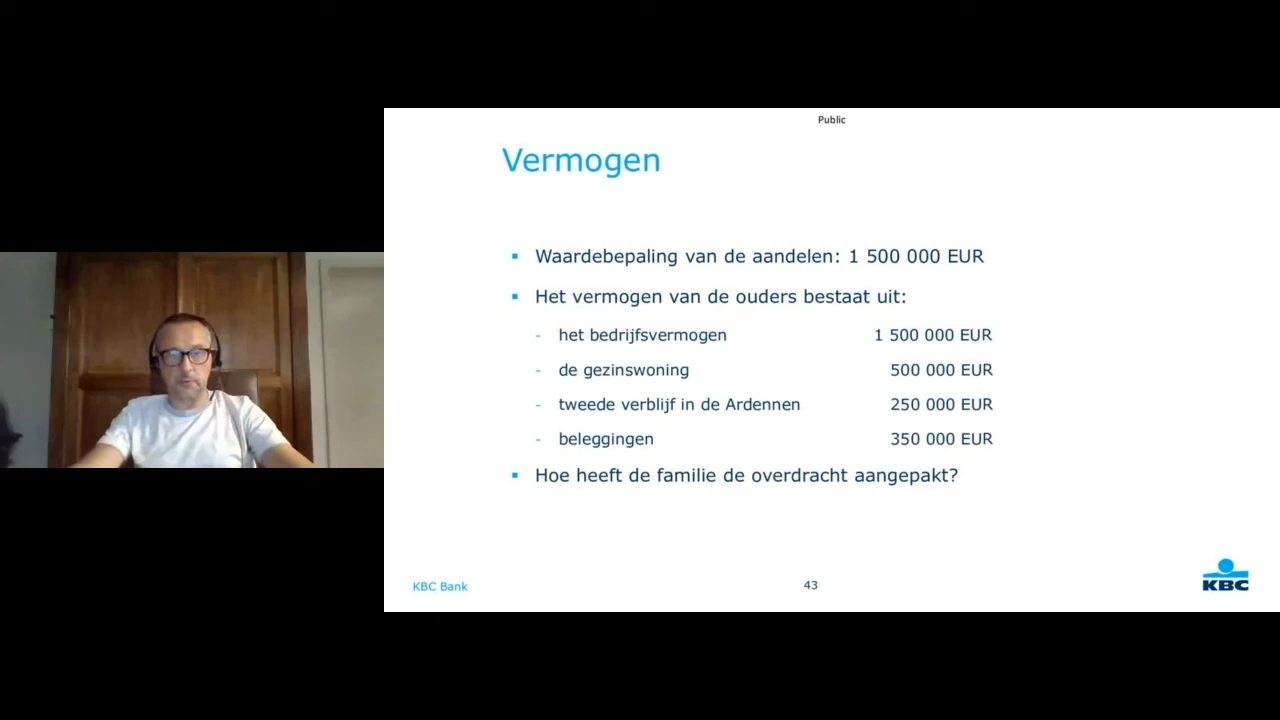 Public
Vermogen
Waardebepaling van de aandelen: 1 500 000 EUR
Het vermogen van de ouders bestaat uit:
- het bedrijfsvermogen 1 500 000 EUR
- de gezinswoning 500 000 EUR
- tweede verblijf in de Ardennen 250 000 EUR
- beleggingen 350 000 EUR
Hoe heeft de familie de overdracht aangepakt?
KBC Bank
43
KBC